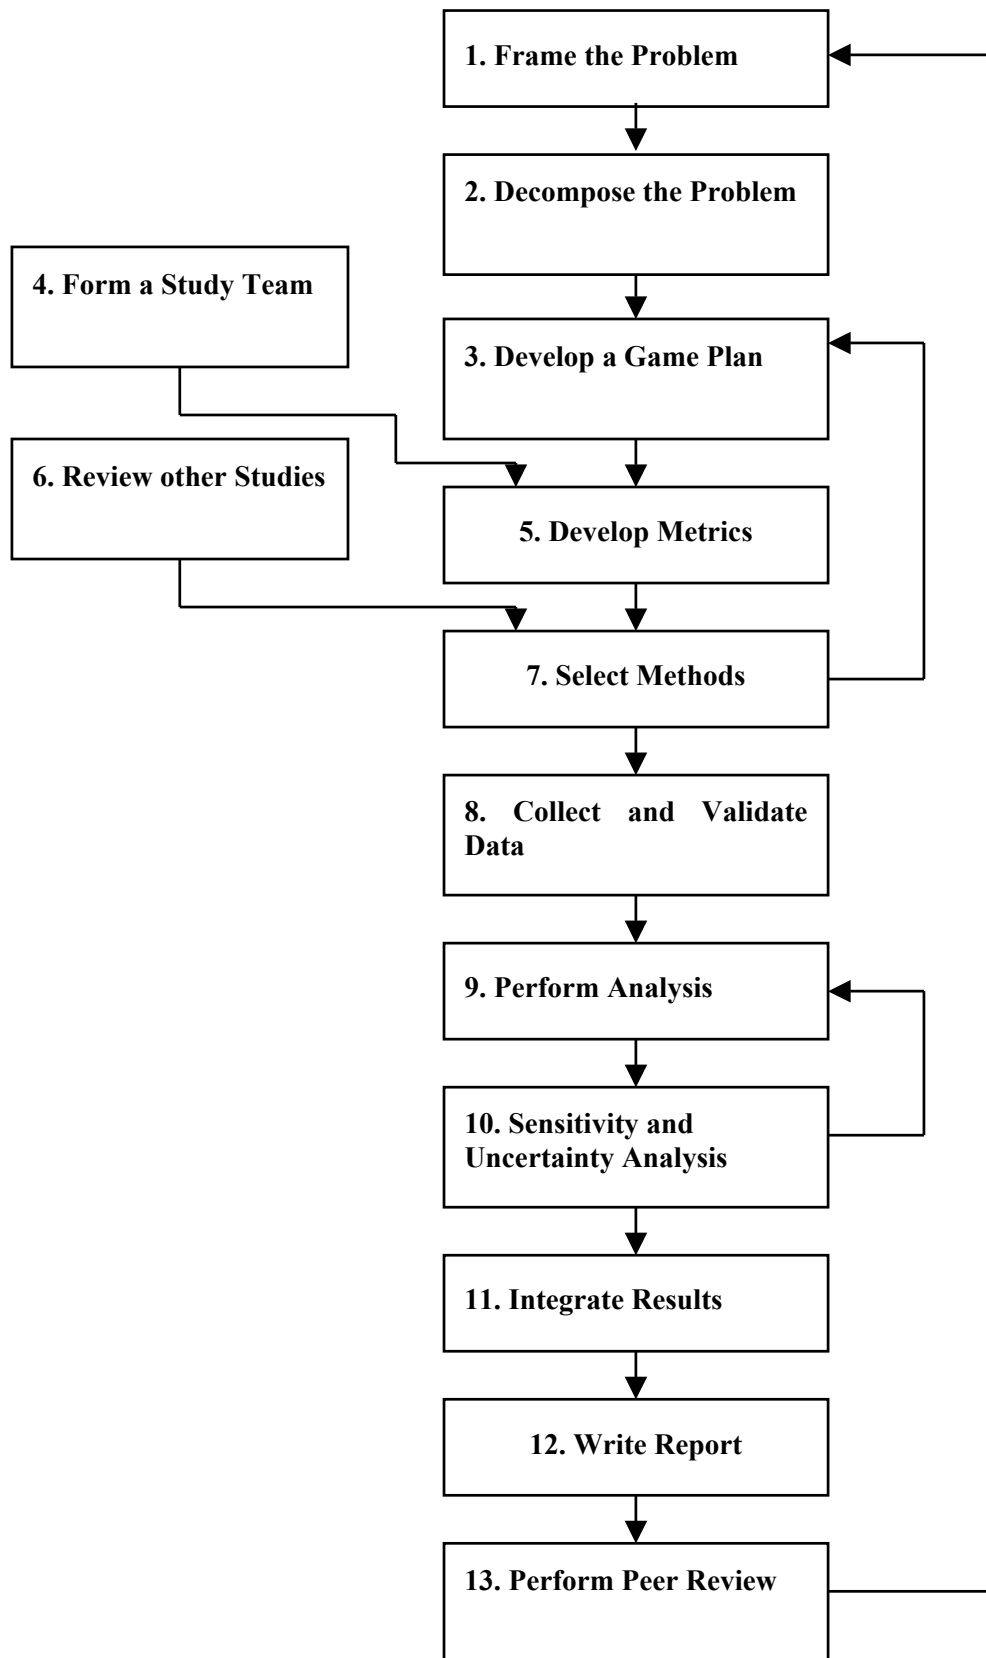 1. Frame the Problem
2. Decompose the Problem
4. Form a Study Team
3. Develop a Game Plan
6. Review other Studies
5. Develop Metrics
7. Select Methods
8. Collect and Validate
Data
9. Perform Analysis
10. Sensitivity and
Uncertainty Analysis
11. Integrate Results
12. Write Report
13. Perform Peer Review